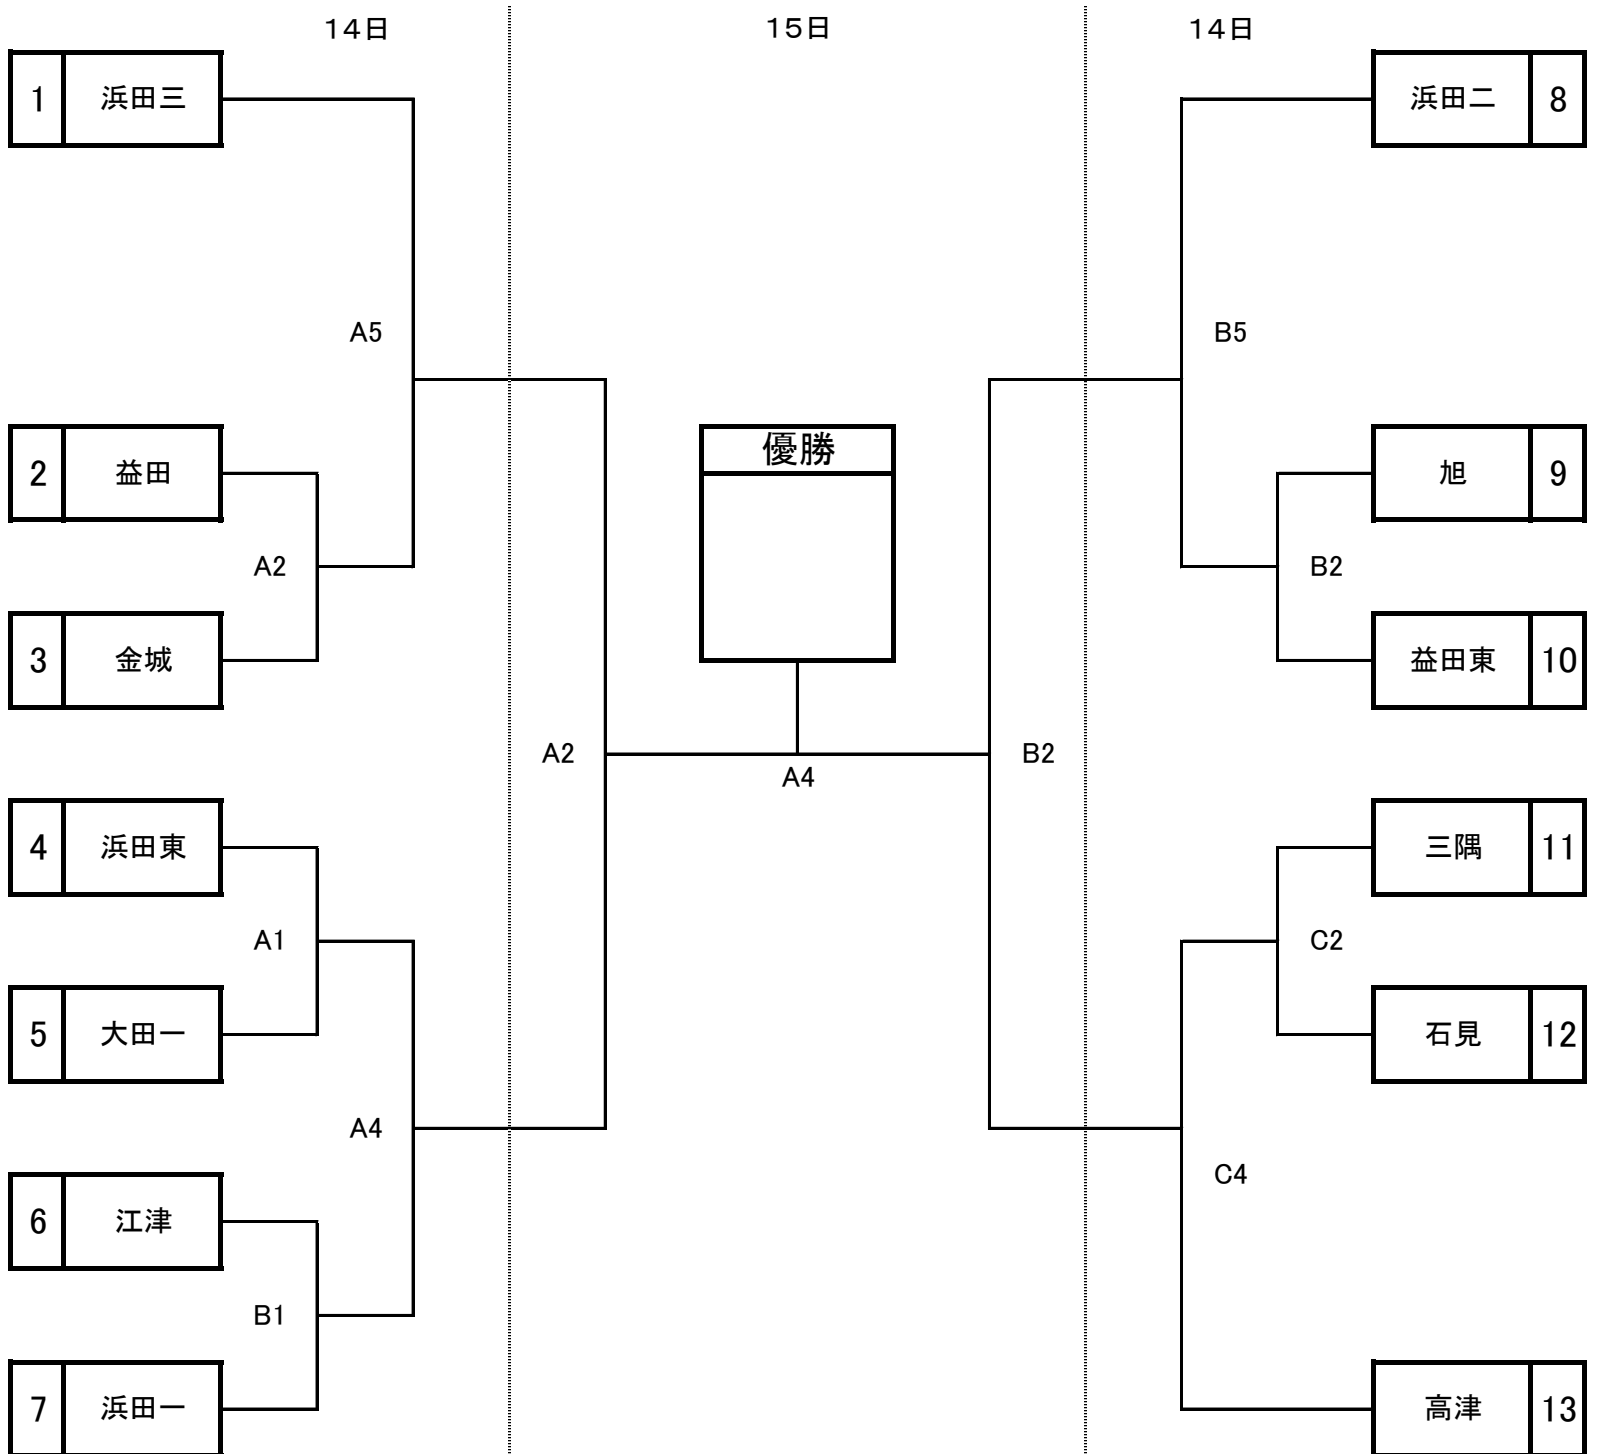 14日
15日
14日
1 浜田三
浜田二 8
A5
B5
優勝
2 益田
旭 9
A2
B2
3 金城
益田東 10
A2
A4
B2
4 浜田東
三隅 11
A1
C2
5 大田一
石見 12
A4
C4
6 江津
B1
7 浜田一
高津 13